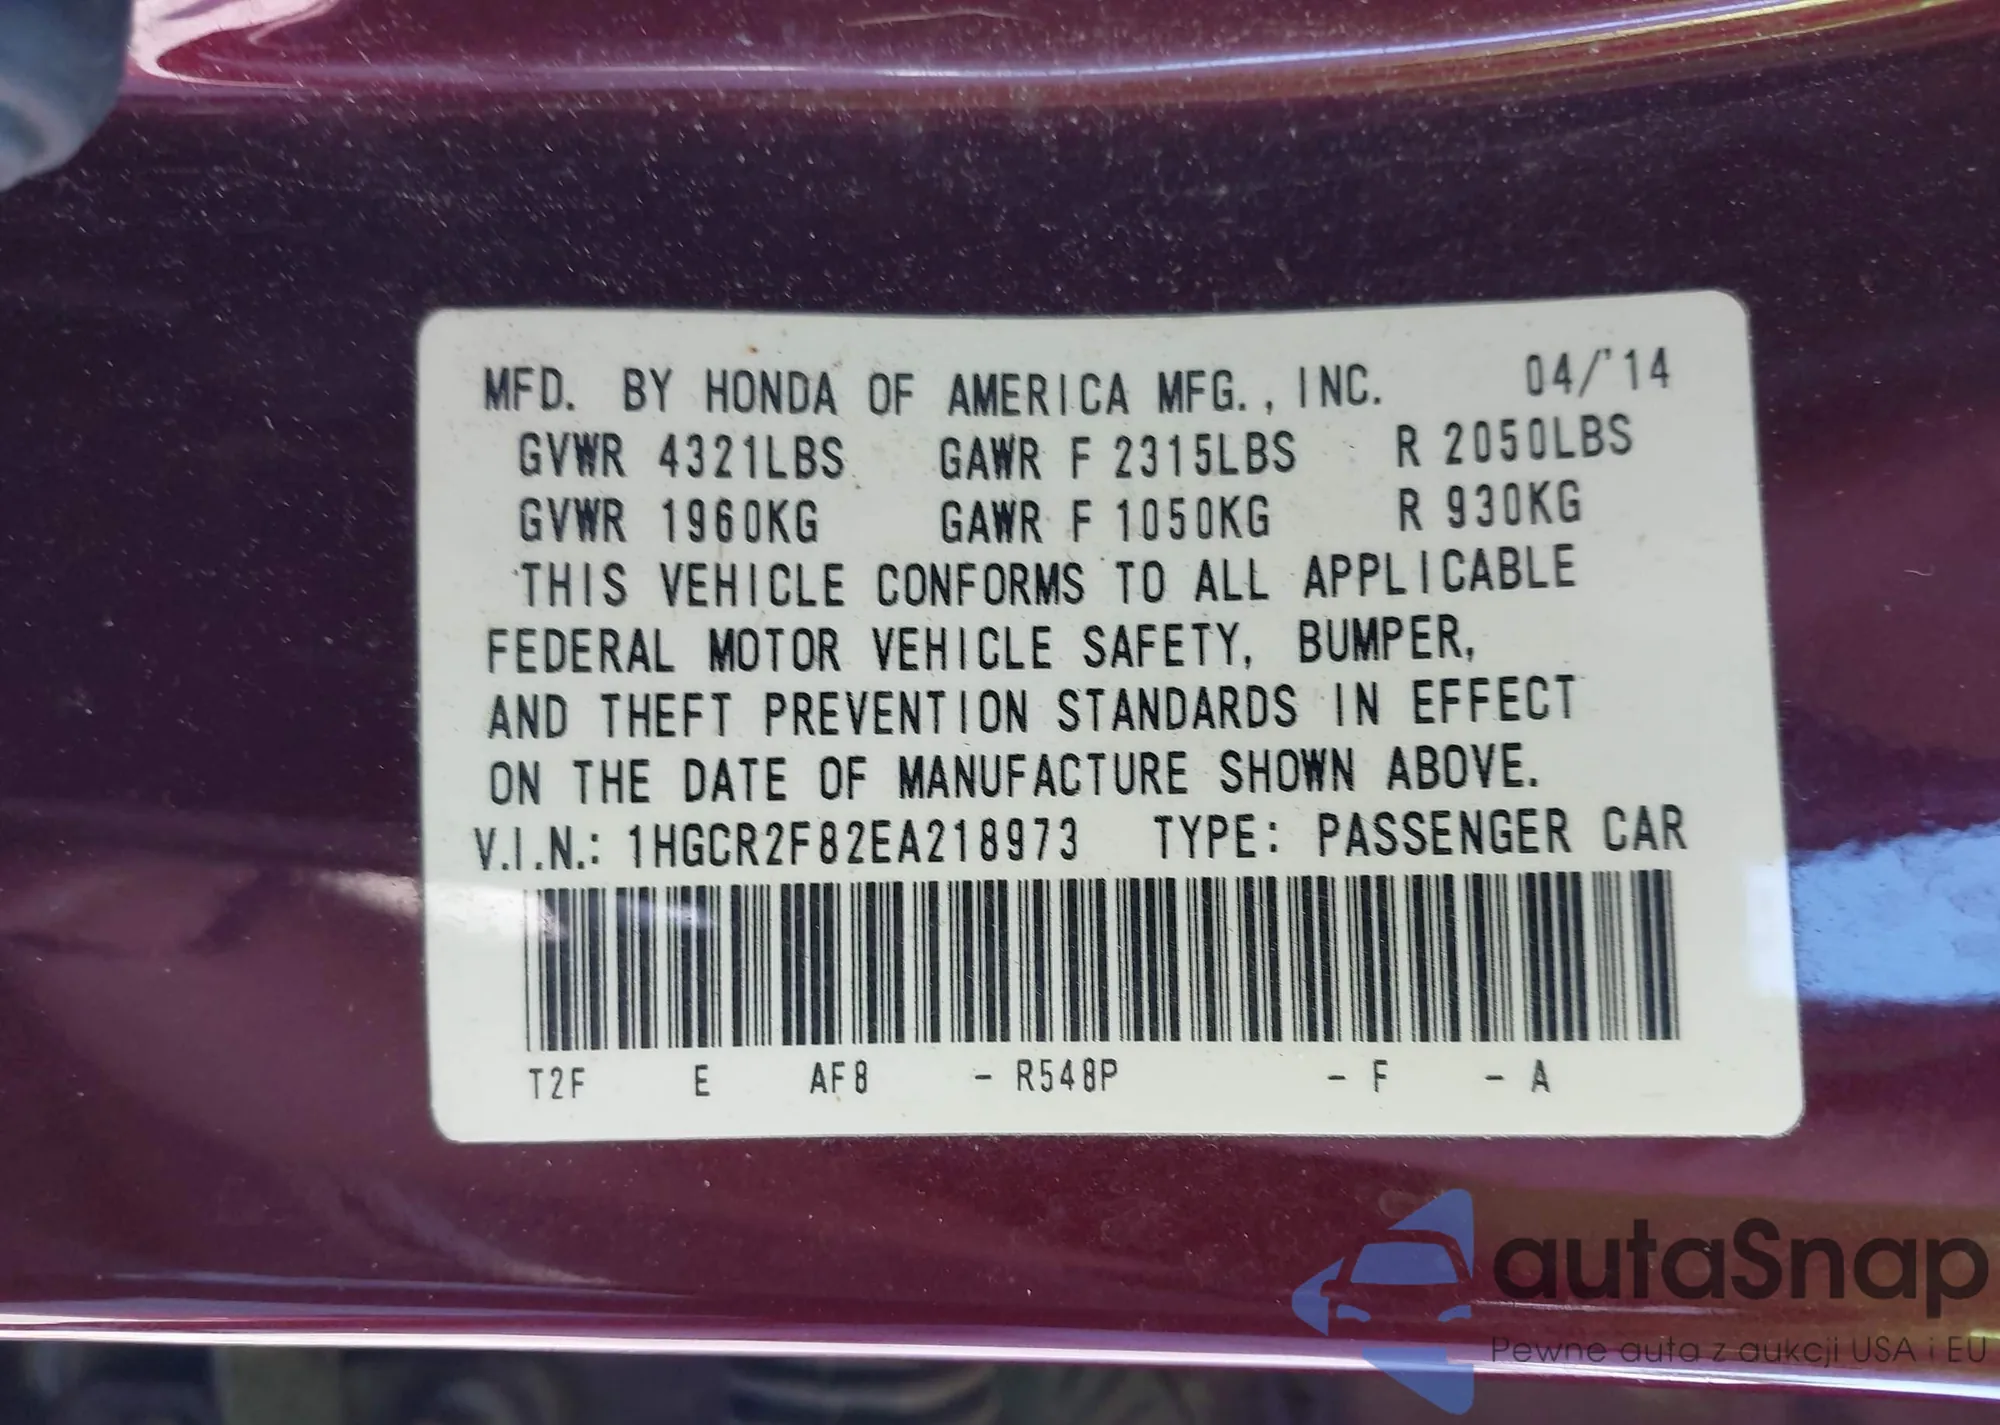 MFD. BY HONDA OF AMERICA MFG., INC. 04/'14
GVWR 4321LBS GAWR F 2315LBS R 2050LBS
GVWR 1960KG GAWR F 1050KG R 930KG
THIS VEHICLE CONFORMS TO ALL APPLICABLE
FEDERAL MOTOR VEHICLE SAFETY, BUMPER,
AND THEFT PREVENTION STANDARDS IN EFFECT
ON THE DATE OF MANUFACTURE SHOWN ABOVE.
V.I.N.: 1HGCR2F82EA218973 TYPE: PASSENGER CAR
T2F E AF8 - R548P - F - A
autaSnap
Pewne auta z aukcji USA i EU